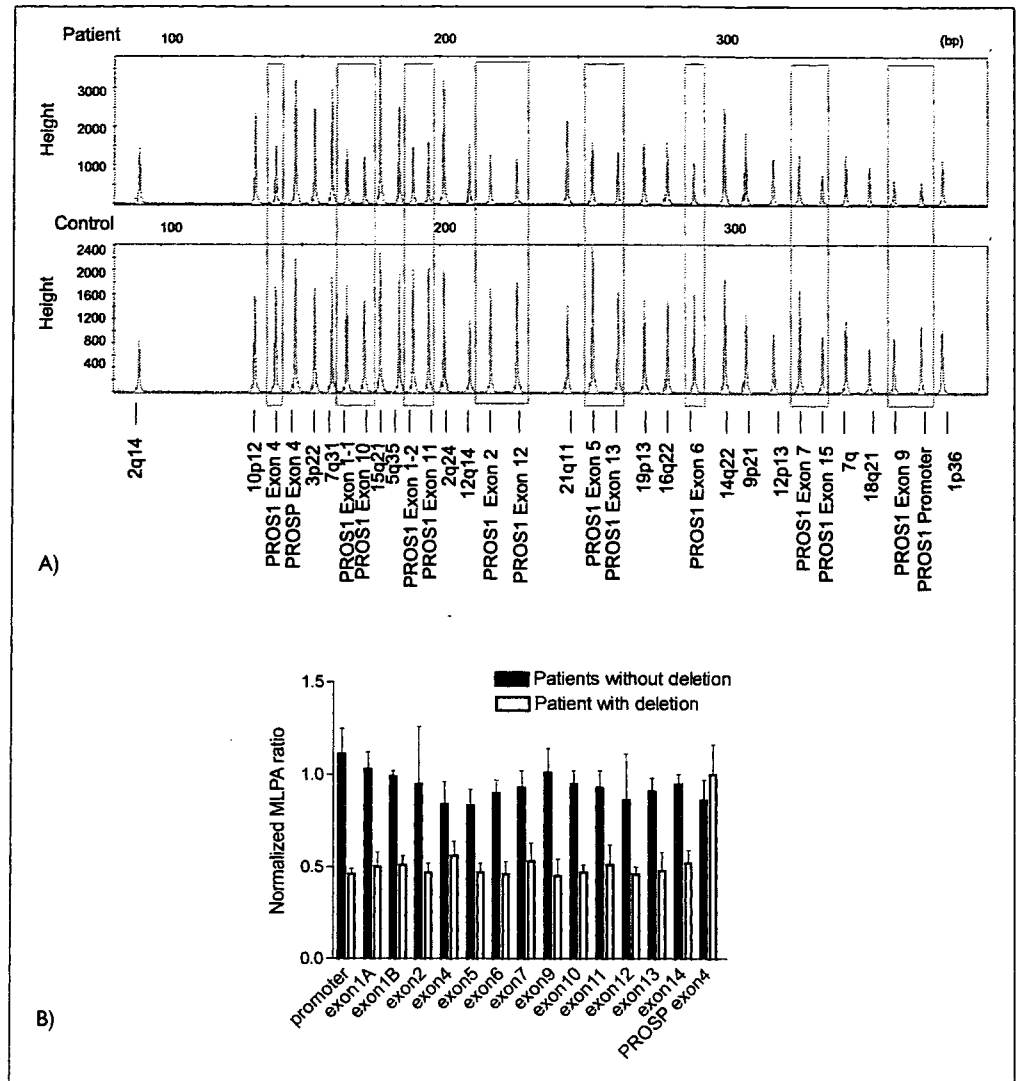 Patient 100 200 300 (bp)
Height
3000
2000
1000
Control 100 200 300
Height
2400
2000
1600
1200
800
400
2q14
10p12
PROS1 Exon 4
PROSP Exon 4
3p22
7q31
PROS1 Exon 1-1
PROS1 Exon 10
15q21
5q35
PROS1 Exon 1-2
PROS1 Exon 11
2q24
12q14
PROS1 Exon 2
PROS1 Exon 12
21q11
PROS1 Exon 5
PROS1 Exon 13
19p13
16q22
PROS1 Exon 6
14q22
9p21
12p13
PROS1 Exon 7
PROS1 Exon 15
7q
18q21
PROS1 Exon 9
PROS1 Promoter
1p36
A)
Patients without deletion
Patient with deletion
Normalized MLPA ratio
1.5
1.0
0.5
0.0
promoter
exon1A
exon1B
exon2
exon4
exon5
exon6
exon7
exon9
exon10
exon11
exon12
exon13
exon14
PROSP exon4
B)